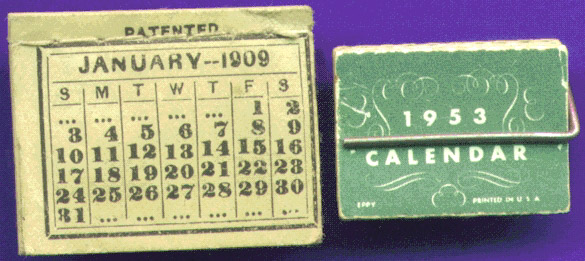 PATENTED
JANUARY--1909
S M T W T F S
... ... ... ... ... 1 2
3 4 5 6 7 8 9
10 11 12 13 14 15 16
17 18 19 20 21 22 23
24 25 26 27 28 29 30
31 ... ... ... ... ... ...
1953
CALENDAR
EPPY PRINTED IN U S A